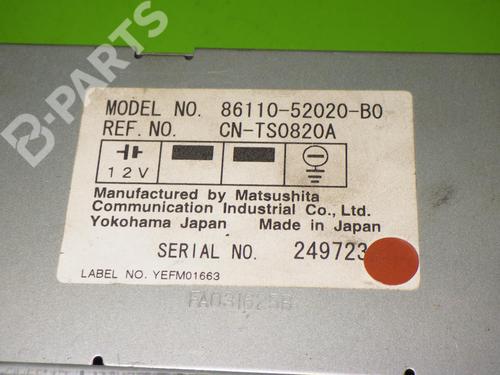 B-PARTS
MODEL NO. 86110-52020-B0
REF. NO. CN-TS0820A
12V
Manufactured by Matsushita
Communication Industrial Co., Ltd.
Yokohama Japan Made in Japan
SERIAL NO. 249723
LABEL NO. YEFM01663
FA031625B